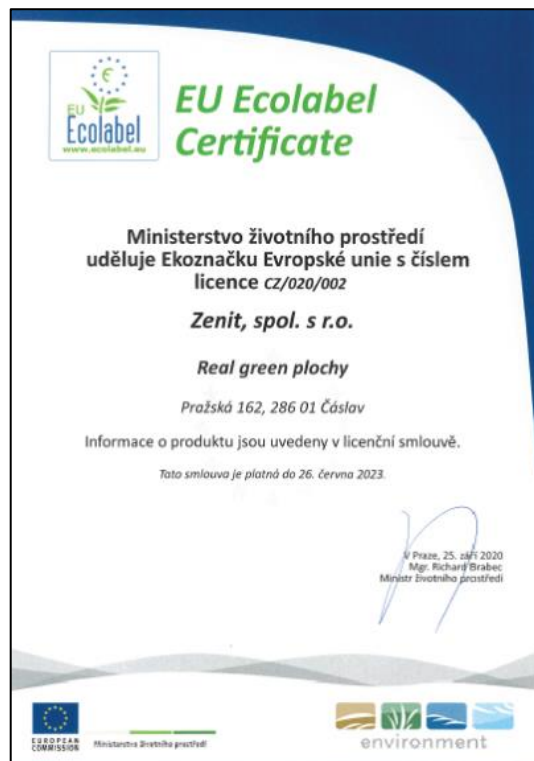 EU
Ecolabel
www.ecolabel.eu
EU Ecolabel
Certificate
Ministerstvo životního prostředí
uděluje Ekoznačku Evropské unie s číslem
licence CZ/020/002
Zenit, spol. s r.o.
Real green plochy
Pražská 162, 286 01 Čáslav
Informace o produktu jsou uvedeny v licenční smlouvě.
Tato smlouva je platná do 26. června 2023.
V Praze, 25. září 2020
Mgr. Richard Brabec
Ministr životního prostředí
EUROPEAN
COMMISSION
Ministerstvo životního prostředí
environment